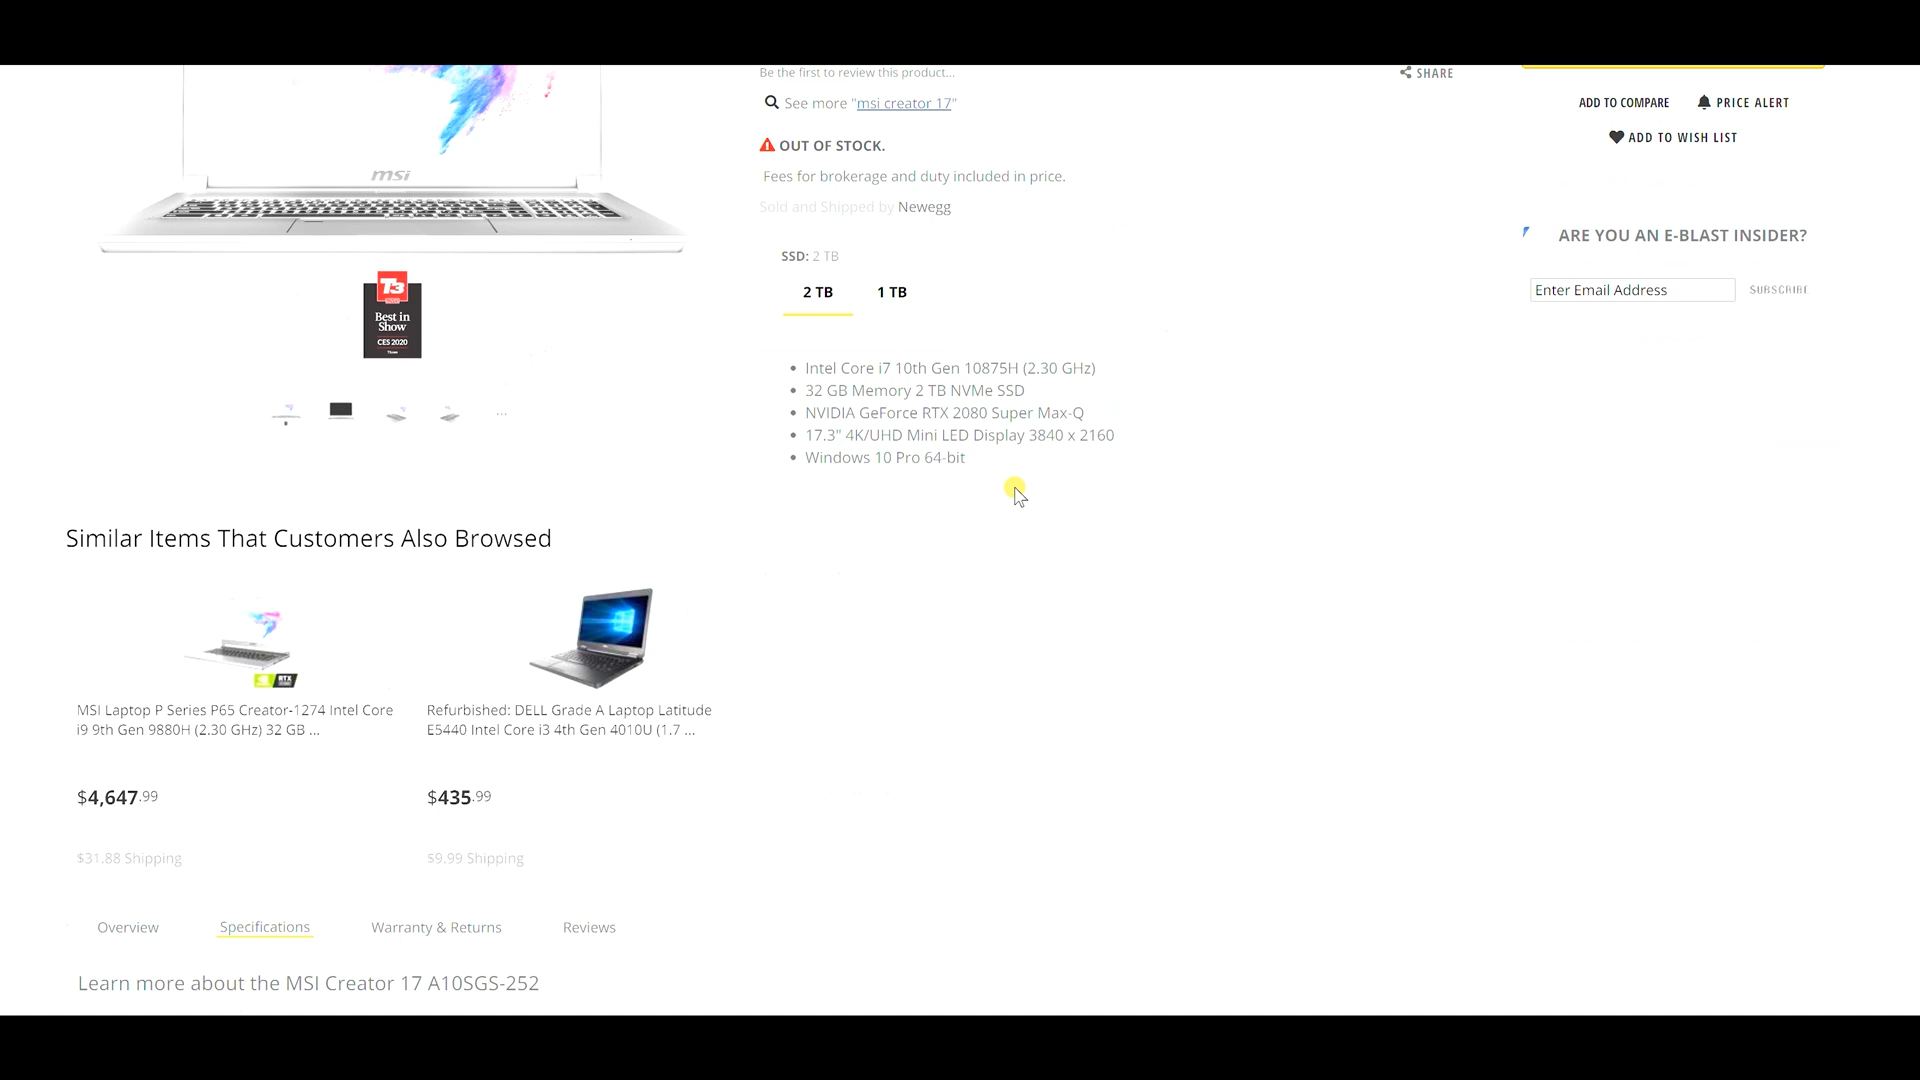 Be the first to review this product...
SHARE
See more "msi creator 17"
ADD TO COMPARE
PRICE ALERT
ADD TO WISH LIST
OUT OF STOCK.
msi
Fees for brokerage and duty included in price.
Sold and Shipped by Newegg
ARE YOU AN E-BLAST INSIDER?
SSD: 2 TB
2 TB
1 TB
Enter Email Address
SUBSCRIBE
T3
Best in
Show
CES 2020
Intel Core i7 10th Gen 10875H (2.30 GHz)
32 GB Memory 2 TB NVMe SSD
NVIDIA GeForce RTX 2080 Super Max-Q
17.3" 4K/UHD Mini LED Display 3840 x 2160
Windows 10 Pro 64-bit
...
Similar Items That Customers Also Browsed
RTX
MSI Laptop P Series P65 Creator-1274 Intel Core
i9 9th Gen 9880H (2.30 GHz) 32 GB ...
$4,647.99
$31.88 Shipping
Refurbished: DELL Grade A Laptop Latitude
E5440 Intel Core i3 4th Gen 4010U (1.7 ...
$435.99
$9.99 Shipping
Overview
Specifications
Warranty & Returns
Reviews
Learn more about the MSI Creator 17 A10SGS-252